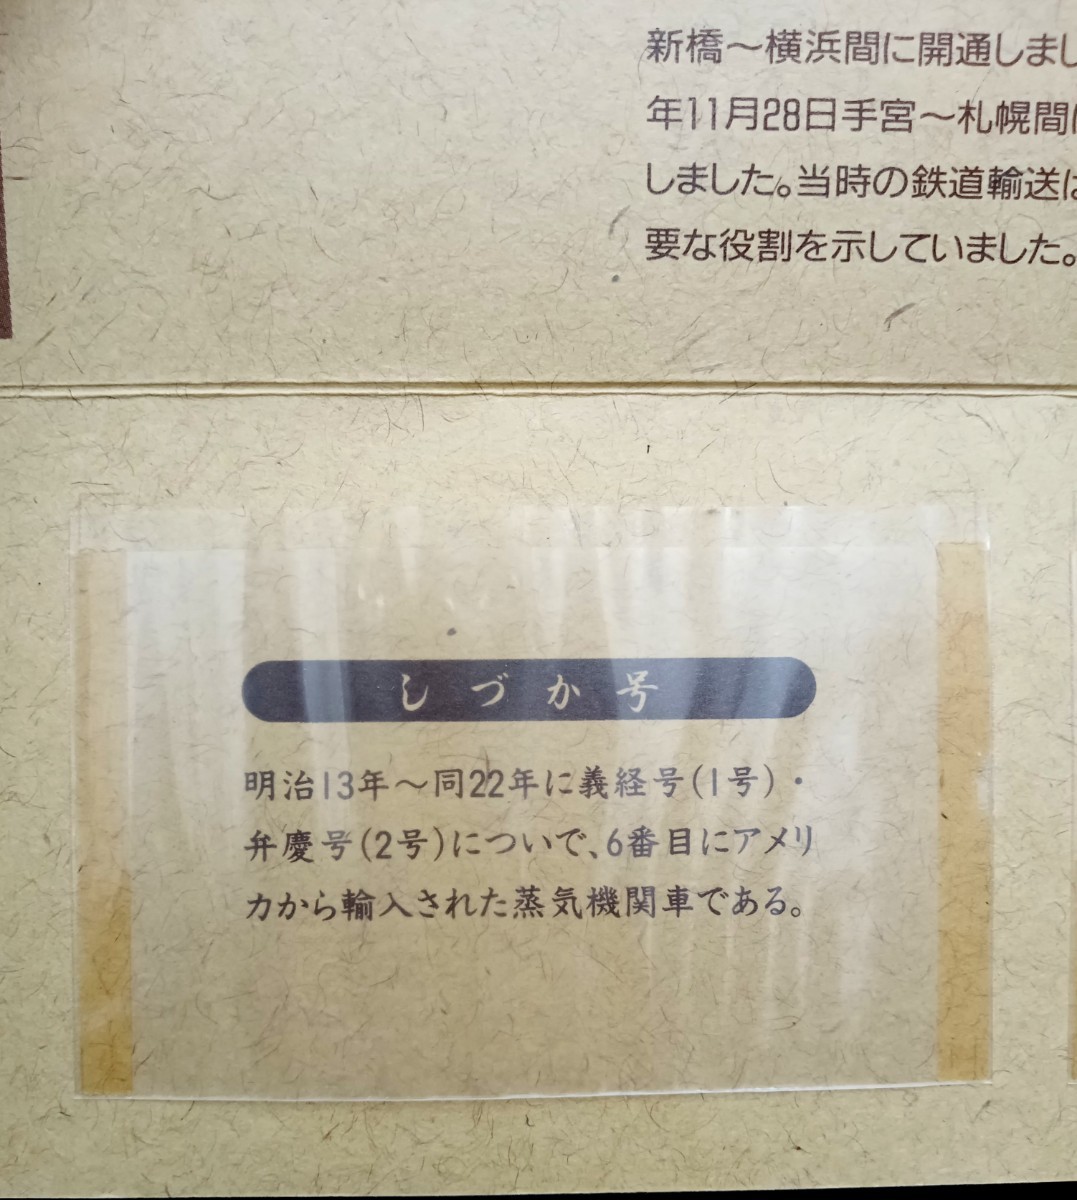 新橋～横浜間に開通しまし
年11月28日手宮～札幌間
しました。当時の鉄道輸送は
要な役割を示していました。
しづか号
明治13年～同22年に義経号(1号)・
弁慶号(2号)についで、6番目にアメリ
カから輸入された蒸気機関車である。